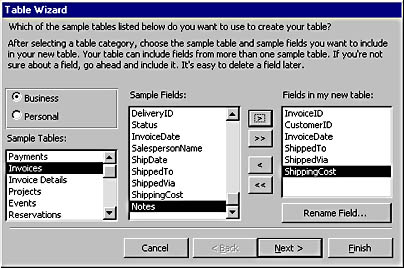 Table Wizard
Which of the sample tables listed below do you want to use to create your table?
After selecting a table category, choose the sample table and sample fields you want to include
in your new table. Your table can include fields from more than one sample table. If you're not
sure about a field, go ahead and include it. It's easy to delete a field later.
Business
Personal
Sample Tables:
Payments
Invoices
Invoice Details
Projects
Events
Reservations
Sample Fields:
DeliveryID
Status
InvoiceDate
SalespersonName
ShipDate
ShippedTo
ShippedVia
ShippingCost
Notes
>
>>
<
<<
Fields in my new table:
InvoiceID
CustomerID
InvoiceDate
ShippedTo
ShippedVia
ShippingCost
Rename Field...
Cancel
< Back
Next >
Finish